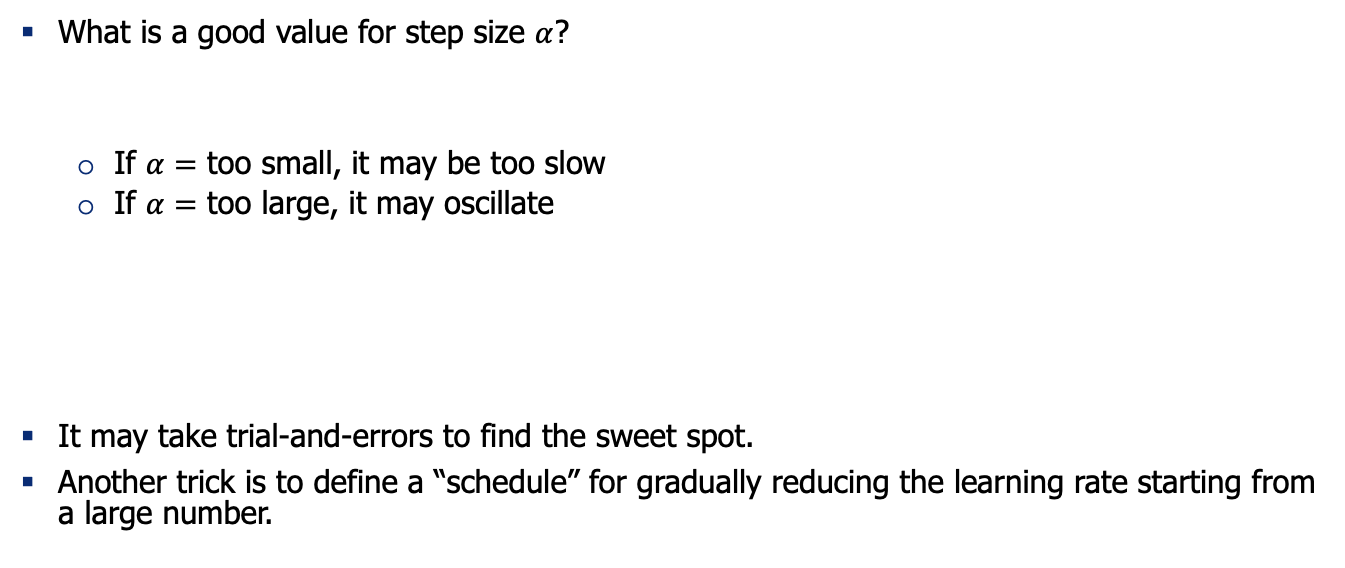 ▪ What is a good value for step size α?
o If α = too small, it may be too slow
o If α = too large, it may oscillate
▪ It may take trial-and-errors to find the sweet spot.
▪ Another trick is to define a “schedule” for gradually reducing the learning rate starting from
a large number.